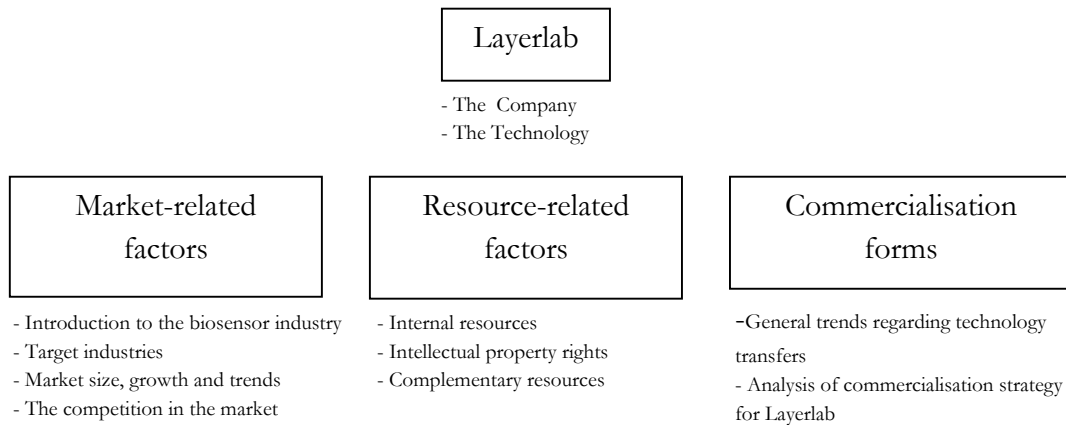 Layerlab
- The Company
- The Technology
Market-related
factors
- Introduction to the biosensor industry
- Target industries
- Market size, growth and trends
- The competition in the market
Resource-related
factors
- Internal resources
- Intellectual property rights
- Complementary resources
Commercialisation
forms
-General trends regarding technology
transfers
- Analysis of commercialisation strategy
for Layerlab